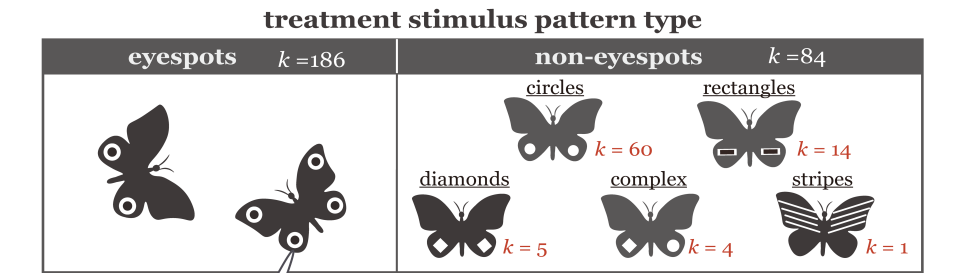 treatment stimulus pattern type
eyespots k =186
non-eyespots k =84
circles
k = 60
rectangles
k = 14
diamonds
k = 5
complex
k = 4
stripes
k = 1